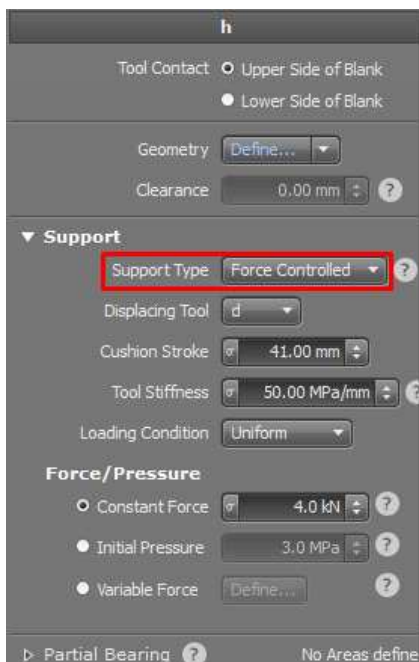 h
Tool Contact Upper Side of Blank
Lower Side of Blank
Geometry Define...
Clearance 0.00 mm ?
Support
Support Type Force Controlled ?
Displacing Tool d
Cushion Stroke σ 41.00 mm
Tool Stiffness σ 50.00 MPa/mm ?
Loading Condition Uniform
Force/Pressure
Constant Force σ 4.0 kN ?
Initial Pressure 3.0 MPa ?
Variable Force Define... ?
Partial Bearing ? No Areas define